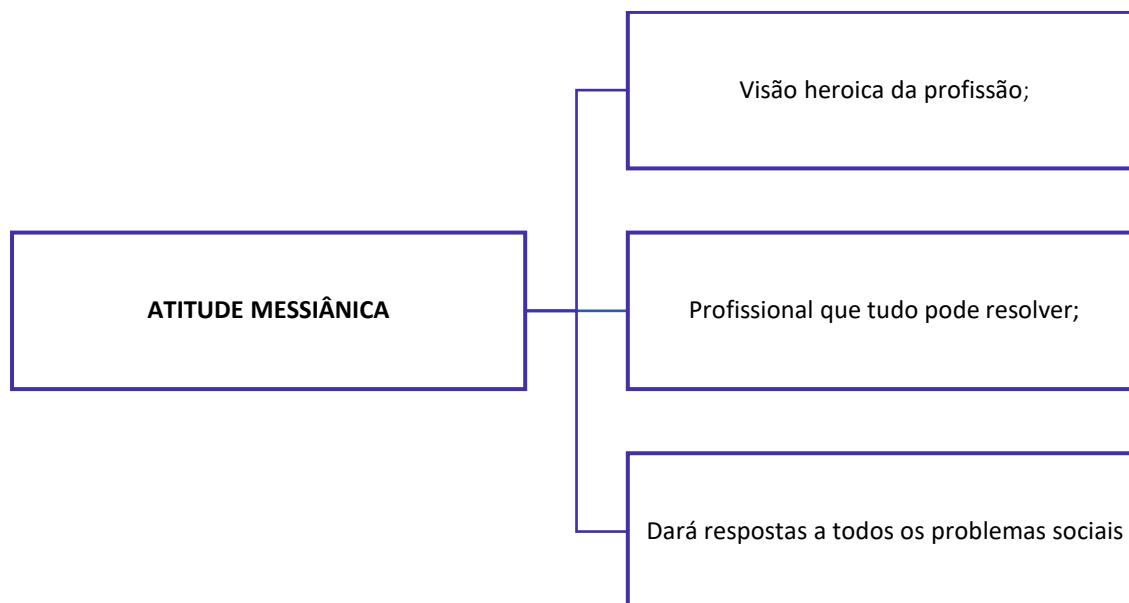 Visão heroica da profissão;
ATITUDE MESSIÂNICA
Profissional que tudo pode resolver;
Dará respostas a todos os problemas sociais